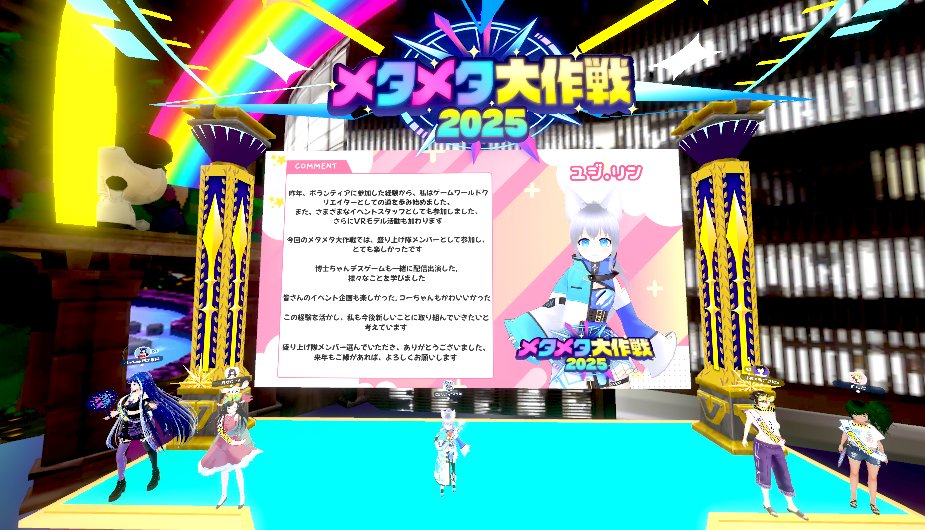 メタメタ大作戦
2025
COMMENT
ユジ.リン
昨年、ボランティアに参加した経験から、私はゲームワールドク
リエイターとしての道を歩み始めました、
また、さまざまなイベントスタッフとしても参加しました、
さらにVRモデル活動も加わります
今回のメタメタ大作戦では、盛り上げ隊メンバーとして参加し、
とても楽しかったです
博士ちゃんデスゲームも一緒に配信出演した、
様々なことを学びました
皆さんのイベント企画も楽しかった、コーちゃんもかわいいかった
この経験を活かし、私も今後新しいことに取り組んでいきたいと
考えています
盛り上げ隊メンバー選んでいただき、ありがとうございました、
来年もご縁があれば、よろしくお願いします
メタメタ大作戦
2025